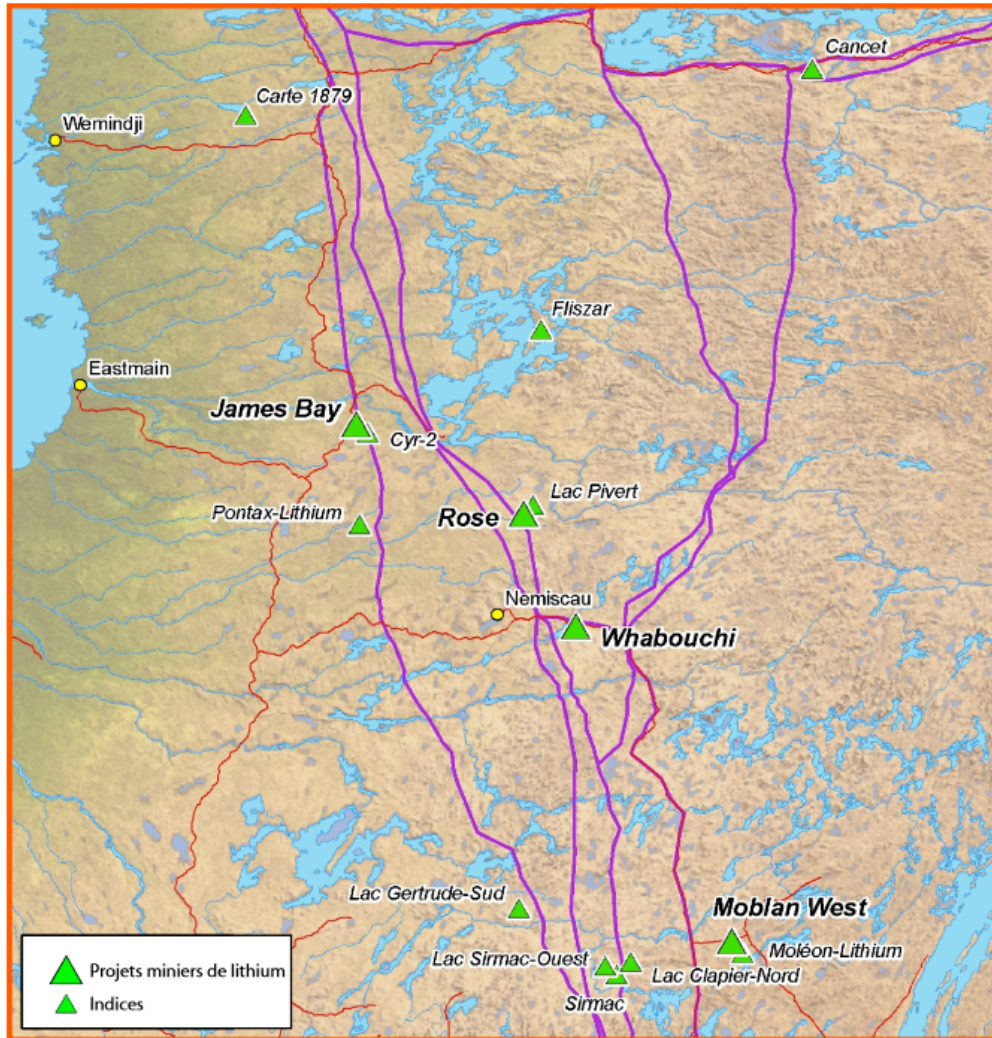 Cancet
Carte 1879
Wemindji
Fliszar
Eastmain
James Bay
Cyr-2
Lac Pivert
Pontax-Lithium
Rose
Nemiscau
Whabouchi
Lac Gertrude-Sud
Moblan West
Moléon-Lithium
Lac Sirmac-Ouest
Lac Clapier-Nord
Sirmac
Projets miniers de lithium
Indices